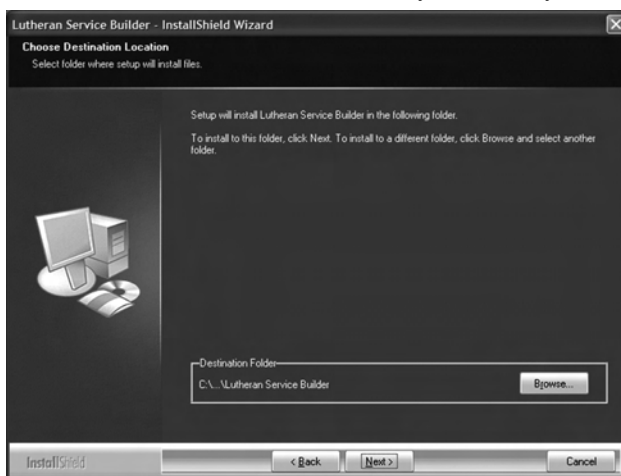 Lutheran Service Builder - InstallShield Wizard
Choose Destination Location
Select folder where setup will install files.
Setup will install Lutheran Service Builder in the following folder.
To install to this folder, click Next. To install to a different folder, click Browse and select another
folder.
Destination Folder
C:\...\Lutheran Service Builder
Browse...
InstallShield
< Back
Next >
Cancel